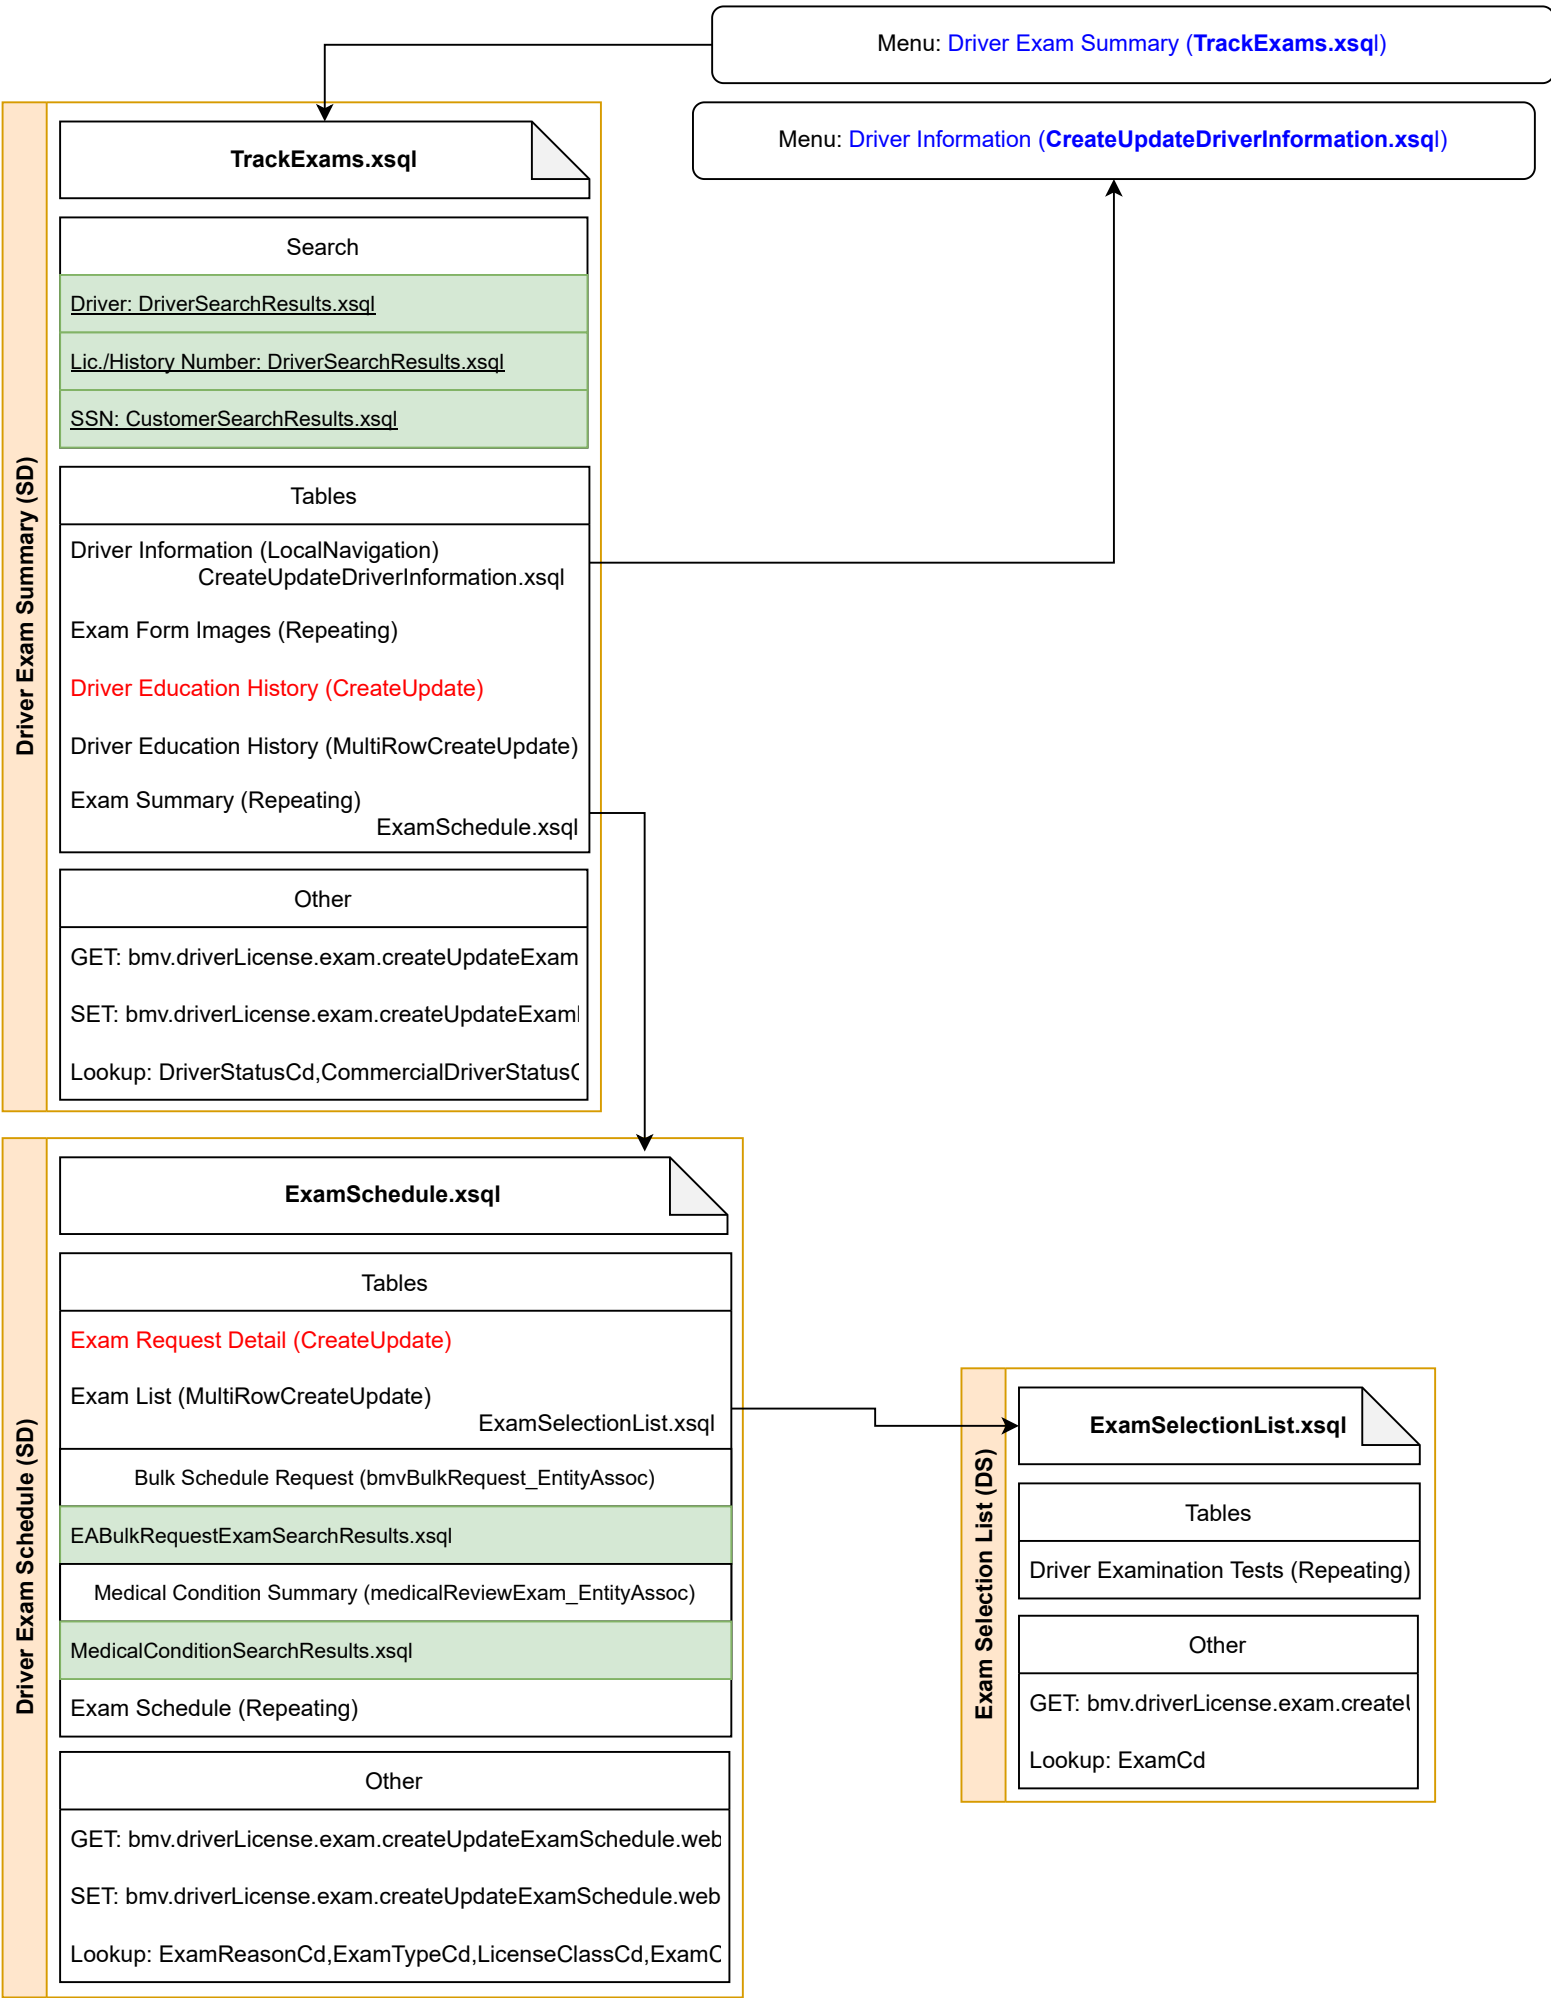 Menu: Driver Exam Summary (TrackExams.xsql)
Menu: Driver Information (CreateUpdateDriverInformation.xsql)
Driver Exam Summary (SD)
TrackExams.xsql
Search
Driver: DriverSearchResults.xsql
Lic./History Number: DriverSearchResults.xsql
SSN: CustomerSearchResults.xsql
Tables
Driver Information (LocalNavigation)
CreateUpdateDriverInformation.xsql
Exam Form Images (Repeating)
Driver Education History (CreateUpdate)
Driver Education History (MultiRowCreateUpdate)
Exam Summary (Repeating)
ExamSchedule.xsql
Other
GET: bmv.driverLicense.exam.createUpdateExam
SET: bmv.driverLicense.exam.createUpdateExam
Lookup: DriverStatusCd,CommercialDriverStatusC
Driver Exam Schedule (SD)
ExamSchedule.xsql
Tables
Exam Request Detail (CreateUpdate)
Exam List (MultiRowCreateUpdate)
ExamSelectionList.xsql
Bulk Schedule Request (bmvBulkRequest_EntityAssoc)
EABulkRequestExamSearchResults.xsql
Medical Condition Summary (medicalReviewExam_EntityAssoc)
MedicalConditionSearchResults.xsql
Exam Schedule (Repeating)
Other
GET: bmv.driverLicense.exam.createUpdateExamSchedule.web
SET: bmv.driverLicense.exam.createUpdateExamSchedule.web
Lookup: ExamReasonCd,ExamTypeCd,LicenseClassCd,ExamC
Exam Selection List (DS)
ExamSelectionList.xsql
Tables
Driver Examination Tests (Repeating)
Other
GET: bmv.driverLicense.exam.createU
Lookup: ExamCd